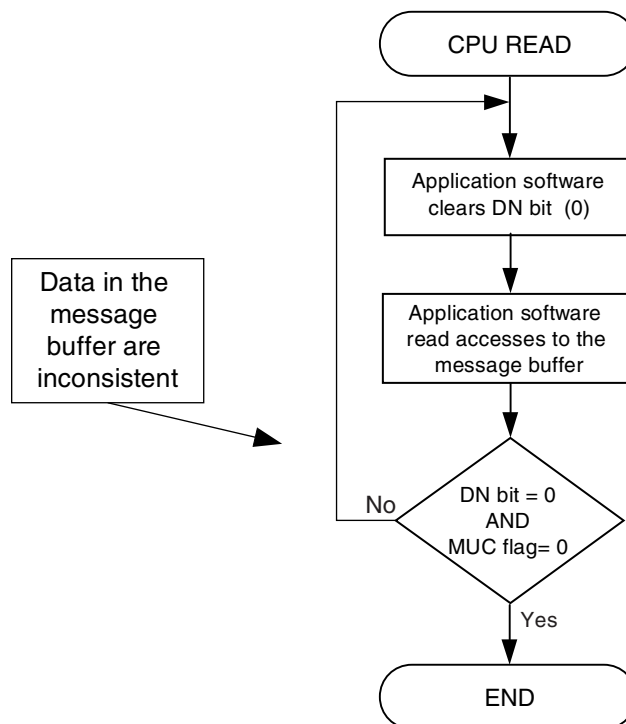 CPU READ
Application software
clears DN bit (0)
Data in the
message
buffer are
inconsistent
Application software
read accesses to the
message buffer
No
DN bit = 0
AND
MUC flag= 0
Yes
END